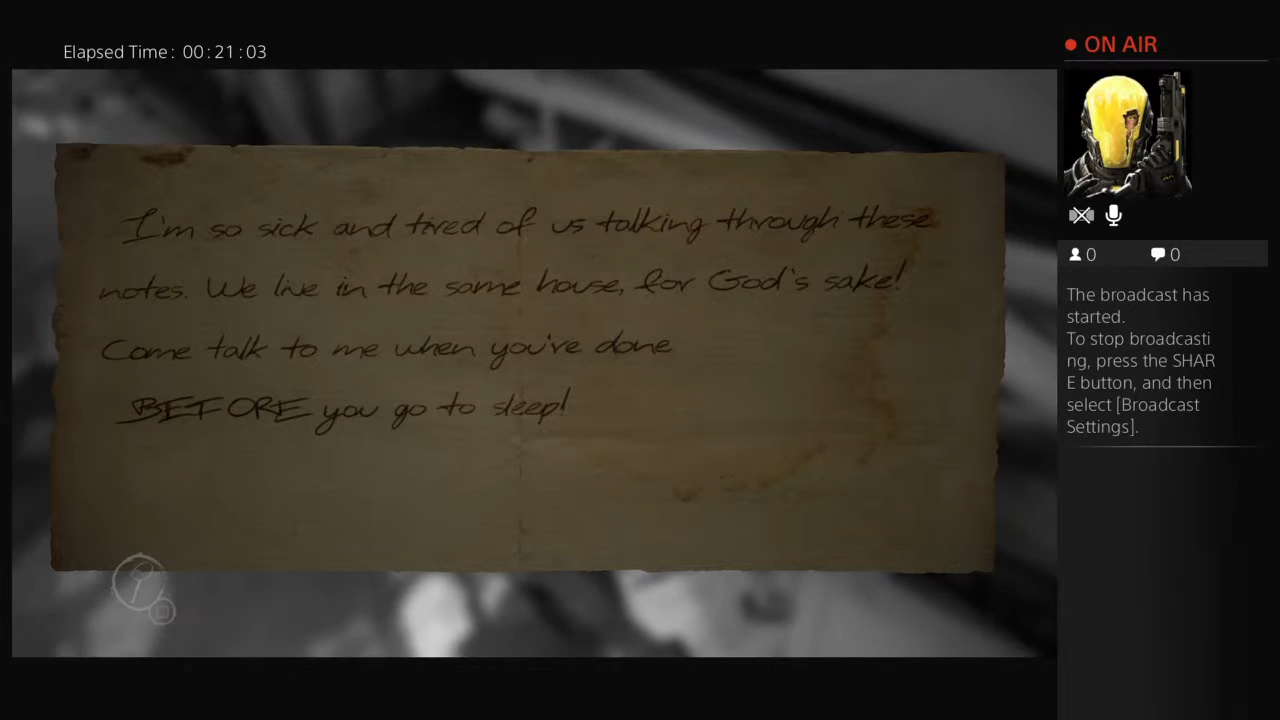 Elapsed Time: 00:21:03
ON AIR
I'm so sick and tired of us talking through these
notes. We live in the same house, for God's sake!
Come talk to me when you're done
BEFORE you go to sleep!
0
0
The broadcast has
started.
To stop broadcasti
ng, press the SHAR
E button, and then
select [Broadcast
Settings].